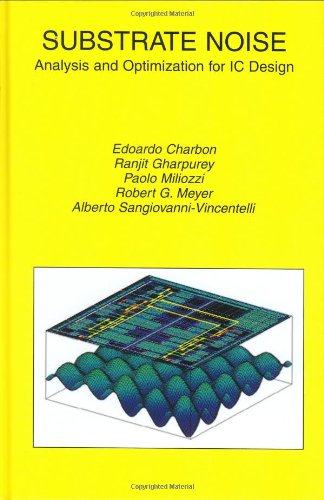 SUBSTRATE NOISE
Analysis and Optimization for IC Design
Edoardo Charbon
Ranjit Gharpurey
Paolo Miliozzi
Robert G. Meyer
Alberto Sangiovanni-Vincentelli